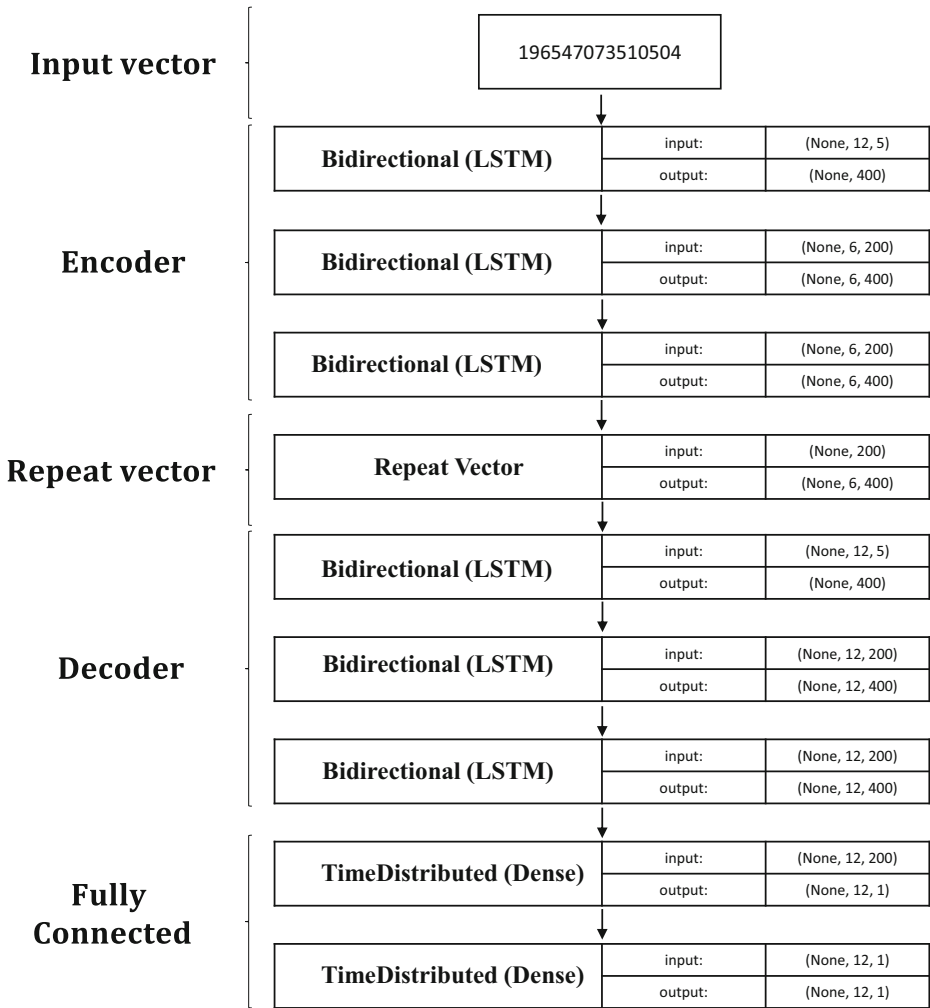 Input vector
196547073510504
Encoder
Bidirectional (LSTM)
input: (None, 12, 5)
output: (None, 400)
Bidirectional (LSTM)
input: (None, 6, 200)
output: (None, 6, 400)
Bidirectional (LSTM)
input: (None, 6, 200)
output: (None, 6, 400)
Repeat vector
Repeat Vector
input: (None, 200)
output: (None, 6, 400)
Decoder
Bidirectional (LSTM)
input: (None, 12, 5)
output: (None, 400)
Bidirectional (LSTM)
input: (None, 12, 200)
output: (None, 12, 400)
Bidirectional (LSTM)
input: (None, 12, 200)
output: (None, 12, 400)
Fully
Connected
TimeDistributed (Dense)
input: (None, 12, 200)
output: (None, 12, 1)
TimeDistributed (Dense)
input: (None, 12, 1)
output: (None, 12, 1)